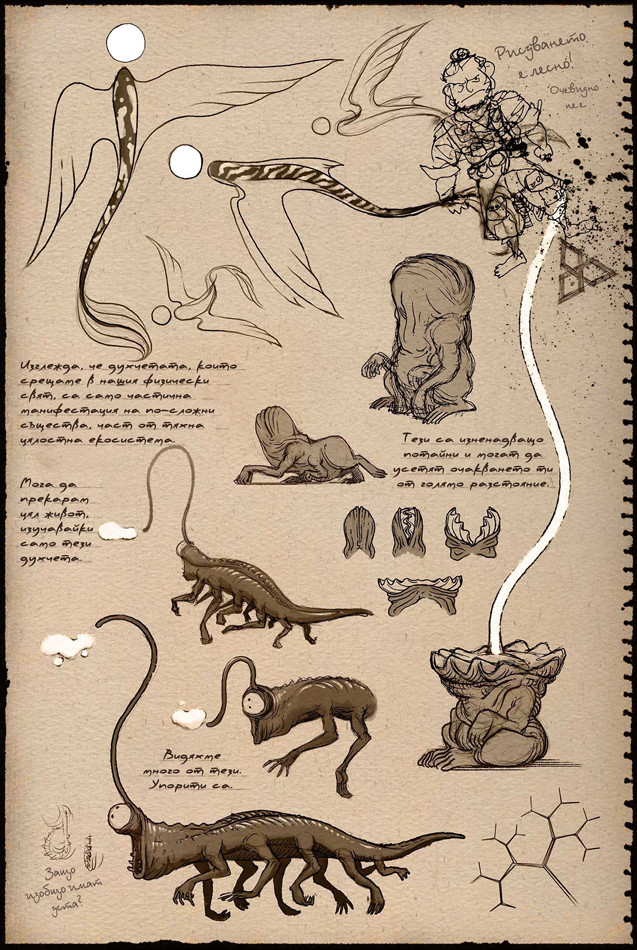 Рисуването
е лесно!
Очевидно
не е
Изглежда, че духчетата, които
срещаме в нашия физически
свят, са само частична
манифестация на по-сложни
същества, част от тяхна
цялостна екосистема.
Тези са изненадващо
потайни и могат да
усетят очакването ти
от голямо разстояние.
Мога да
прекарам
цял живот,
изучавайки
само тези
духчета.
Видяхме
много от тези.
Упорити са.
Защо
изобщо имат
уста?